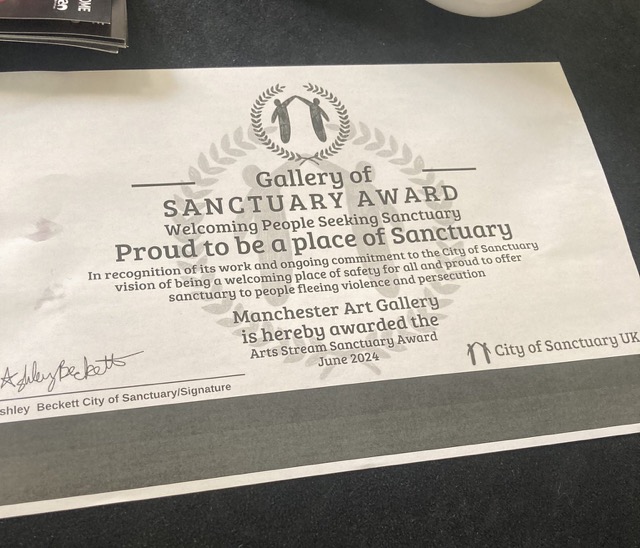 Gallery of
SANCTUARY AWARD
Welcoming People Seeking Sanctuary
Proud to be a place of Sanctuary
In recognition of its work and ongoing commitment to the City of Sanctuary
vision of being a welcoming place of safety for all and proud to offer
sanctuary to people fleeing violence and persecution
Manchester Art Gallery
is hereby awarded the
Arts Stream Sanctuary Award
June 2024
City of Sanctuary UK
Ashley Beckett
shley Beckett City of Sanctuary/Signature